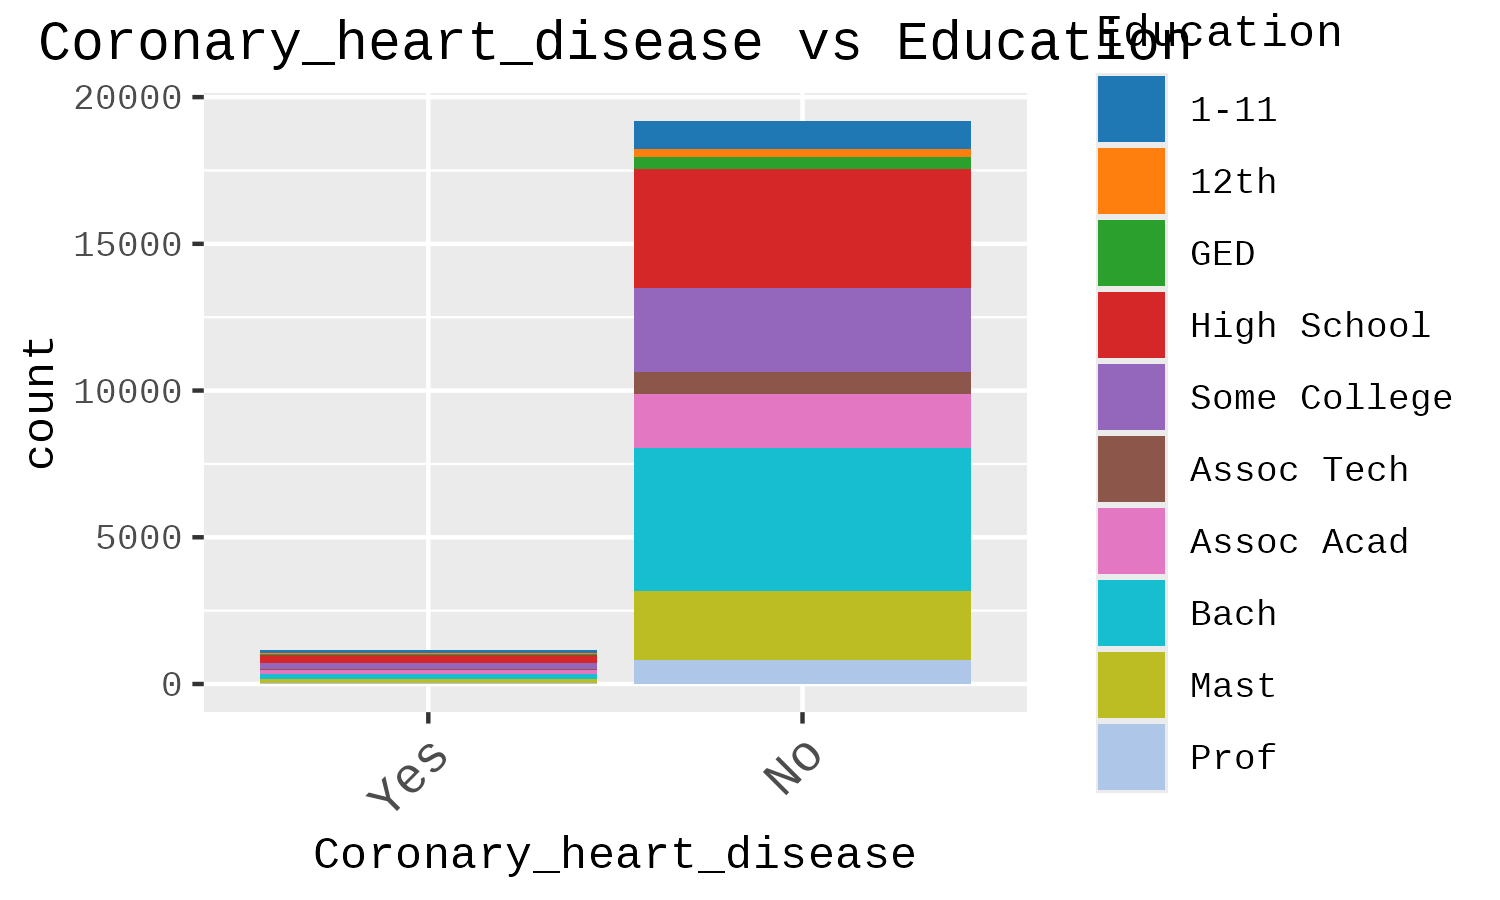 Coronary_heart_disease vs Education
Education
1-11
12th
GED
High School
Some College
Assoc Tech
Assoc Acad
Bach
Mast
Prof
20000
15000
10000
5000
0
count
Yes
No
Coronary_heart_disease